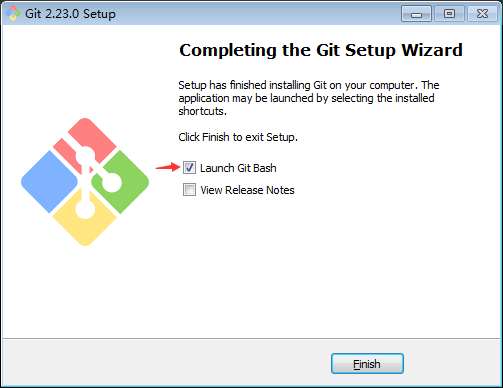 Git 2.23.0 Setup
Completing the Git Setup Wizard
Setup has finished installing Git on your computer. The
application may be launched by selecting the installed
shortcuts.
Click Finish to exit Setup.
Launch Git Bash
View Release Notes
Finish